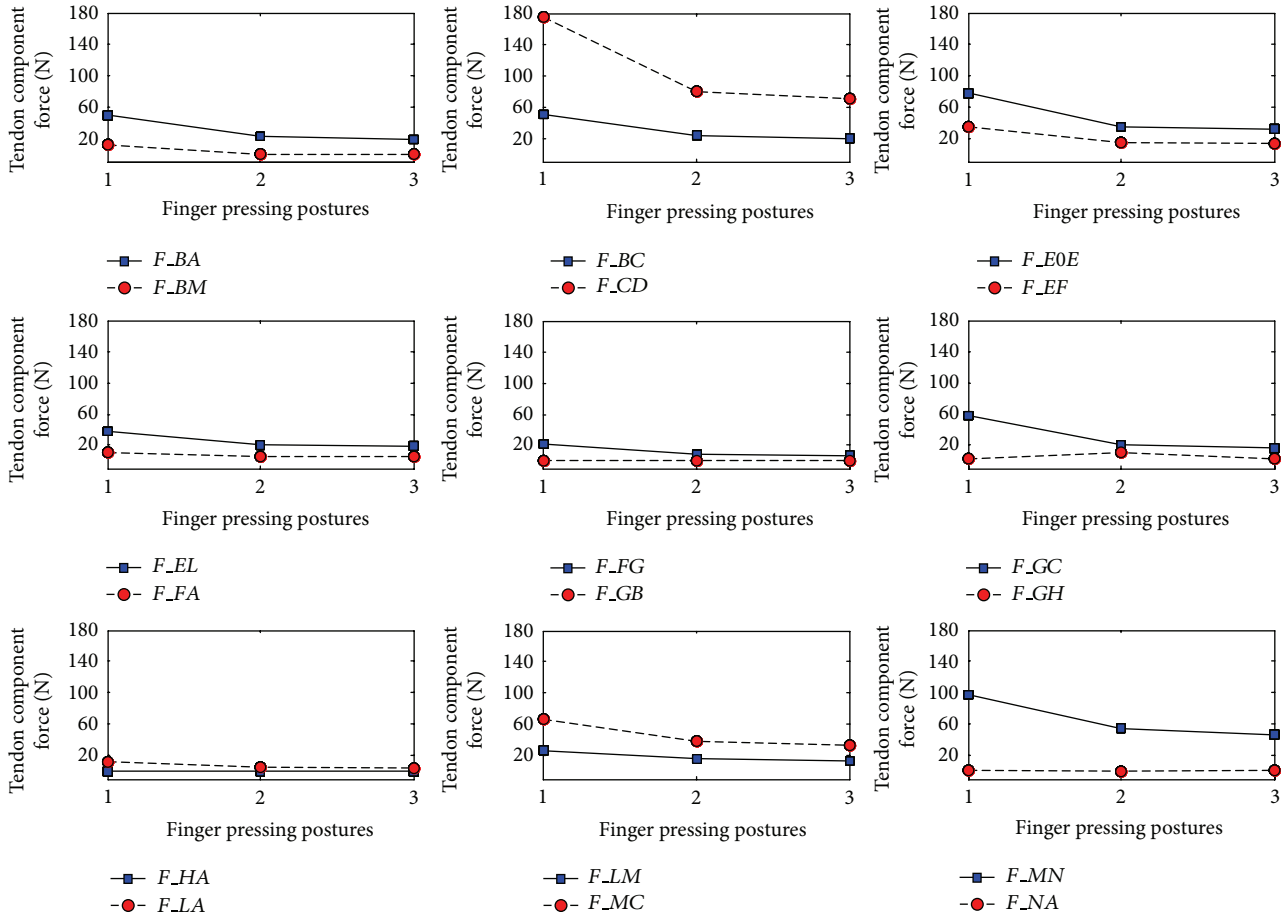 180
140
100
60
20
Tendon component
force (N)
1 2 3
Finger pressing postures
F_BA
F_BM
180
140
100
60
20
Tendon component
force (N)
1 2 3
Finger pressing postures
F_BC
F_CD
180
140
100
60
20
Tendon component
force (N)
1 2 3
Finger pressing postures
F_E0E
F_EF
180
140
100
60
20
Tendon component
force (N)
1 2 3
Finger pressing postures
F_EL
F_FA
180
140
100
60
20
Tendon component
force (N)
1 2 3
Finger pressing postures
F_FG
F_GB
180
140
100
60
20
Tendon component
force (N)
1 2 3
Finger pressing postures
F_GC
F_GH
180
140
100
60
20
Tendon component
force (N)
1 2 3
Finger pressing postures
F_HA
F_LA
180
140
100
60
20
Tendon component
force (N)
1 2 3
Finger pressing postures
F_LM
F_MC
180
140
100
60
20
Tendon component
force (N)
1 2 3
Finger pressing postures
F_MN
F_NA